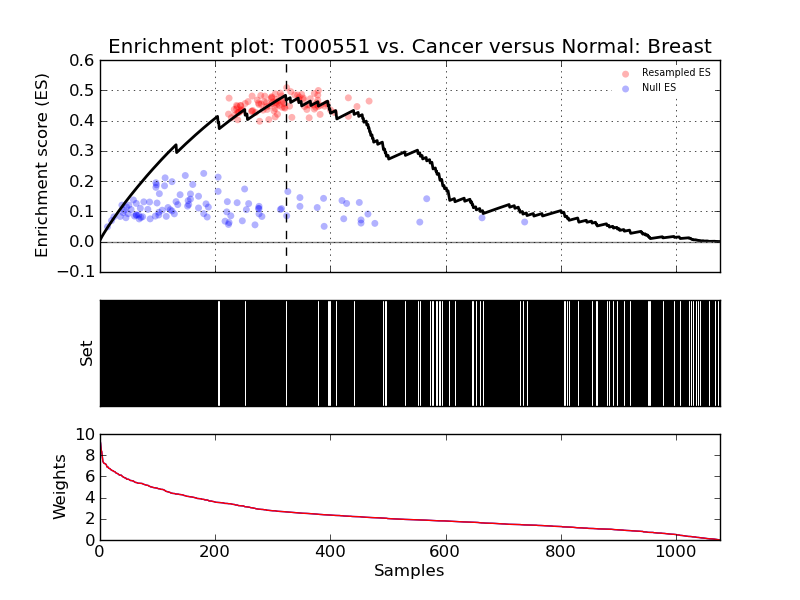 Enrichment plot: T000551 vs. Cancer versus Normal: Breast
0.6
0.5
0.4
0.3
0.2
0.1
0.0
−0.1
Enrichment score (ES)
Resampled ES
Null ES
Set
10
8
6
4
2
0
Weights
0 200 400 600 800 1000
Samples